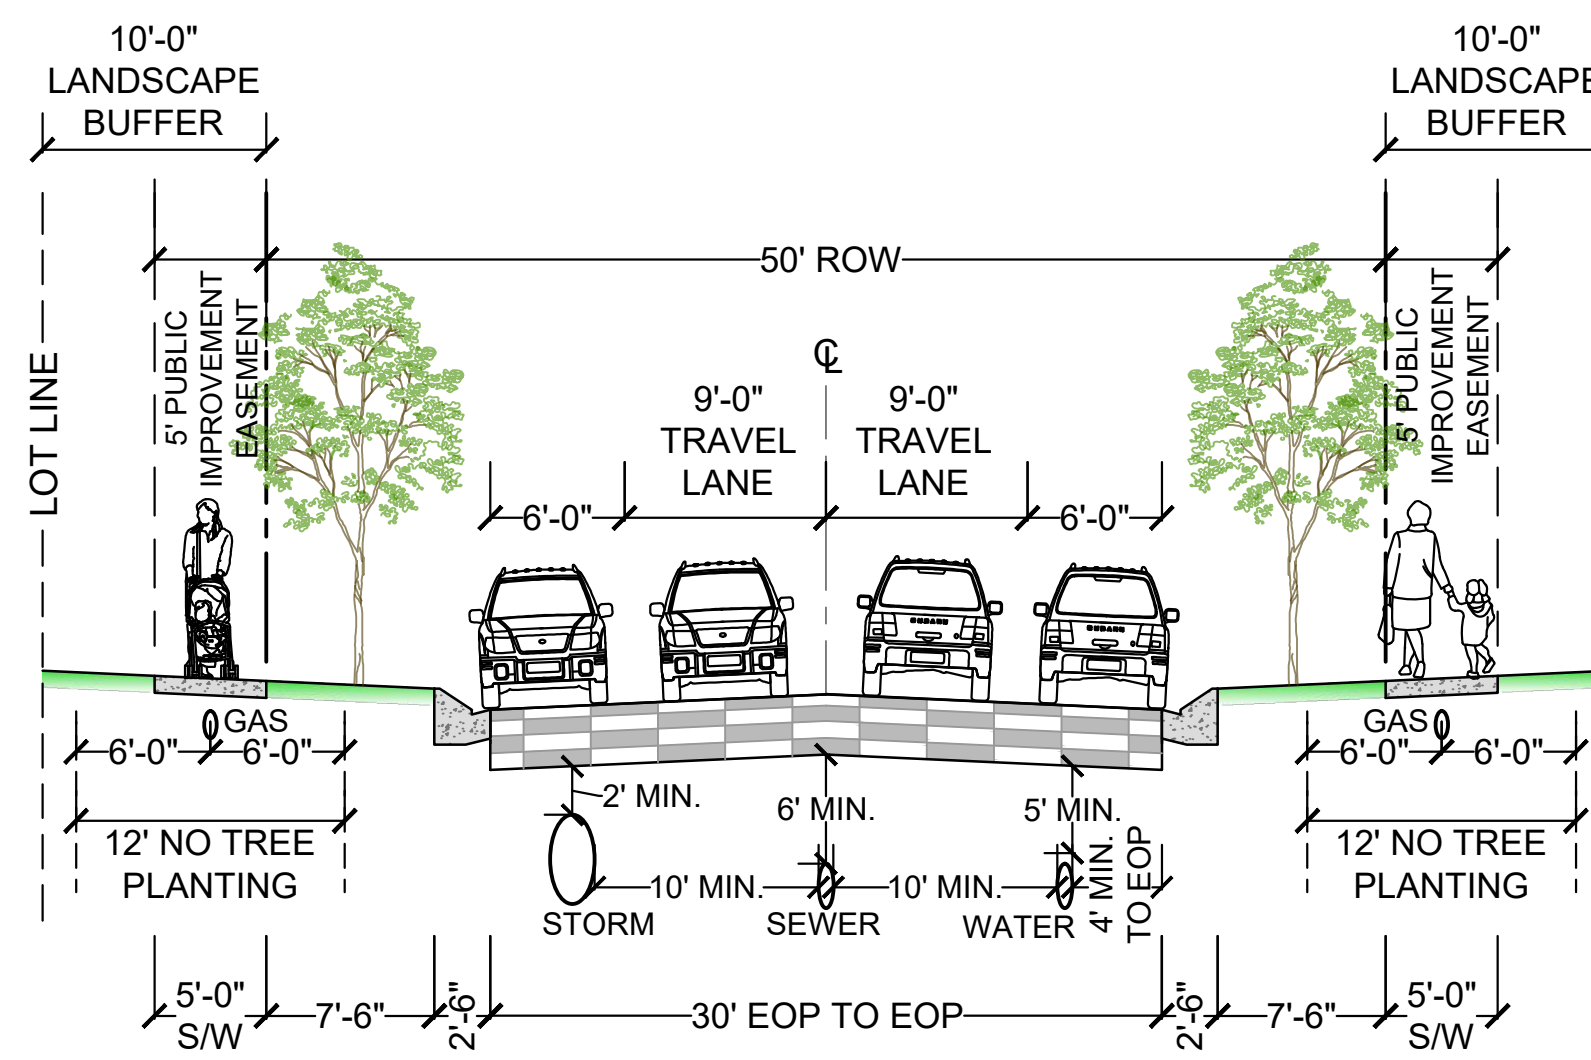 10'-0"
LANDSCAPE
BUFFER
10'-0"
LANDSCAPE
BUFFER
50' ROW
LOT LINE
5' PUBLIC
IMPROVEMENT
EASEMENT
5' PUBLIC
IMPROVEMENT
EASEMENT
℄
9'-0"
TRAVEL
LANE
9'-0"
TRAVEL
LANE
6'-0"
6'-0"
SUBARU
SUBARU
GAS
6'-0"
6'-0"
GAS
6'-0"
6'-0"
12' NO TREE
PLANTING
12' NO TREE
PLANTING
2' MIN.
6' MIN.
5' MIN.
10' MIN.
10' MIN.
4' MIN.
TO EOP
STORM
SEWER
WATER
5'-0"
S/W
7'-6"
2'-6"
30' EOP TO EOP
2'-6"
7'-6"
5'-0"
S/W